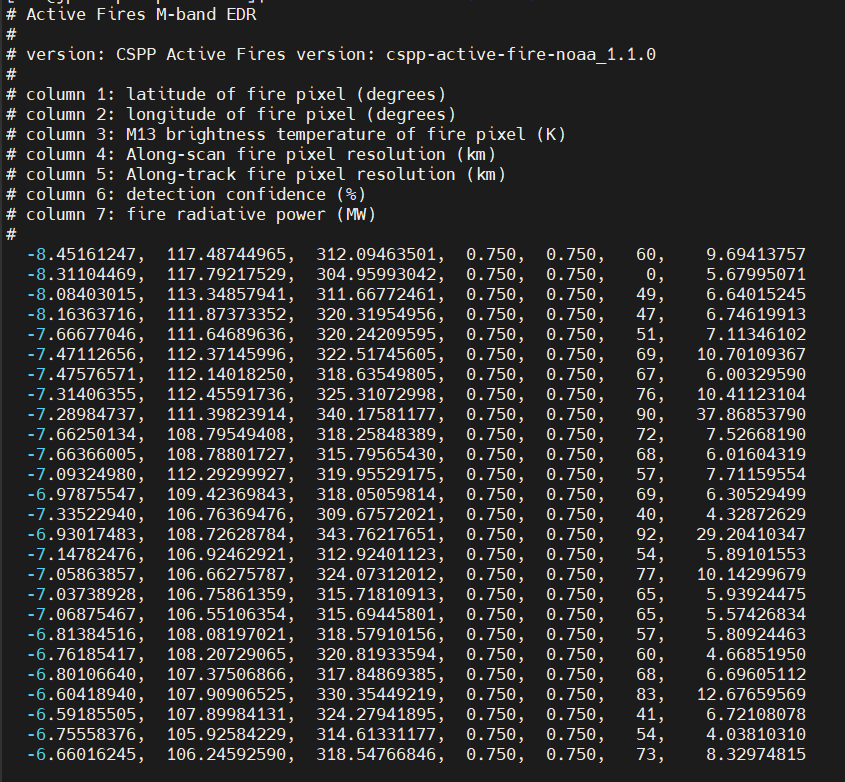 # Active Fires M-band EDR
#
# version: CSPP Active Fires version: cspp-active-fire-noaa_1.1.0
#
# column 1: latitude of fire pixel (degrees)
# column 2: longitude of fire pixel (degrees)
# column 3: M13 brightness temperature of fire pixel (K)
# column 4: Along-scan fire pixel resolution (km)
# column 5: Along-track fire pixel resolution (km)
# column 6: detection confidence (%)
# column 7: fire radiative power (MW)
#
-8.45161247, 117.48744965, 312.09463501, 0.750, 0.750, 60, 9.69413757
-8.31104469, 117.79217529, 304.95993042, 0.750, 0.750, 0, 5.67995071
-8.08403015, 113.34857941, 311.66772461, 0.750, 0.750, 49, 6.64015245
-8.16363716, 111.87373352, 320.31954956, 0.750, 0.750, 47, 6.74619913
-7.66677046, 111.64689636, 320.24209595, 0.750, 0.750, 51, 7.11346102
-7.47112656, 112.37145996, 322.51745605, 0.750, 0.750, 69, 10.70109367
-7.47576571, 112.14018250, 318.63549805, 0.750, 0.750, 67, 6.00329590
-7.31406355, 112.45591736, 325.31072998, 0.750, 0.750, 76, 10.41123104
-7.28984737, 111.39823914, 340.17581177, 0.750, 0.750, 90, 37.86853790
-7.66250134, 108.79549408, 318.25848389, 0.750, 0.750, 72, 7.52668190
-7.66366005, 108.78801727, 315.79565430, 0.750, 0.750, 68, 6.01604319
-7.09324980, 112.29299927, 319.95529175, 0.750, 0.750, 57, 7.71159554
-6.97875547, 109.42369843, 318.05059814, 0.750, 0.750, 69, 6.30529499
-7.33522940, 106.76369476, 309.67572021, 0.750, 0.750, 40, 4.32872629
-6.93017483, 108.72628784, 343.76217651, 0.750, 0.750, 92, 29.20410347
-7.14782476, 106.92462921, 312.92401123, 0.750, 0.750, 54, 5.89101553
-7.05863857, 106.66275787, 324.07312012, 0.750, 0.750, 77, 10.14299679
-7.03738928, 106.75861359, 315.71810913, 0.750, 0.750, 65, 5.93924475
-7.06875467, 106.55106354, 315.69445801, 0.750, 0.750, 65, 5.57426834
-6.81384516, 108.08197021, 318.57910156, 0.750, 0.750, 57, 5.80924463
-6.76185417, 108.20729065, 320.81933594, 0.750, 0.750, 60, 4.66851950
-6.80106640, 107.37506866, 317.84869385, 0.750, 0.750, 68, 6.69605112
-6.60418940, 107.90906525, 330.35449219, 0.750, 0.750, 83, 12.67659569
-6.59185505, 107.89984131, 324.27941895, 0.750, 0.750, 41, 6.72108078
-6.75558376, 105.92584229, 314.61331177, 0.750, 0.750, 54, 4.03810310
-6.66016245, 106.24592590, 318.54766846, 0.750, 0.750, 73, 8.32974815